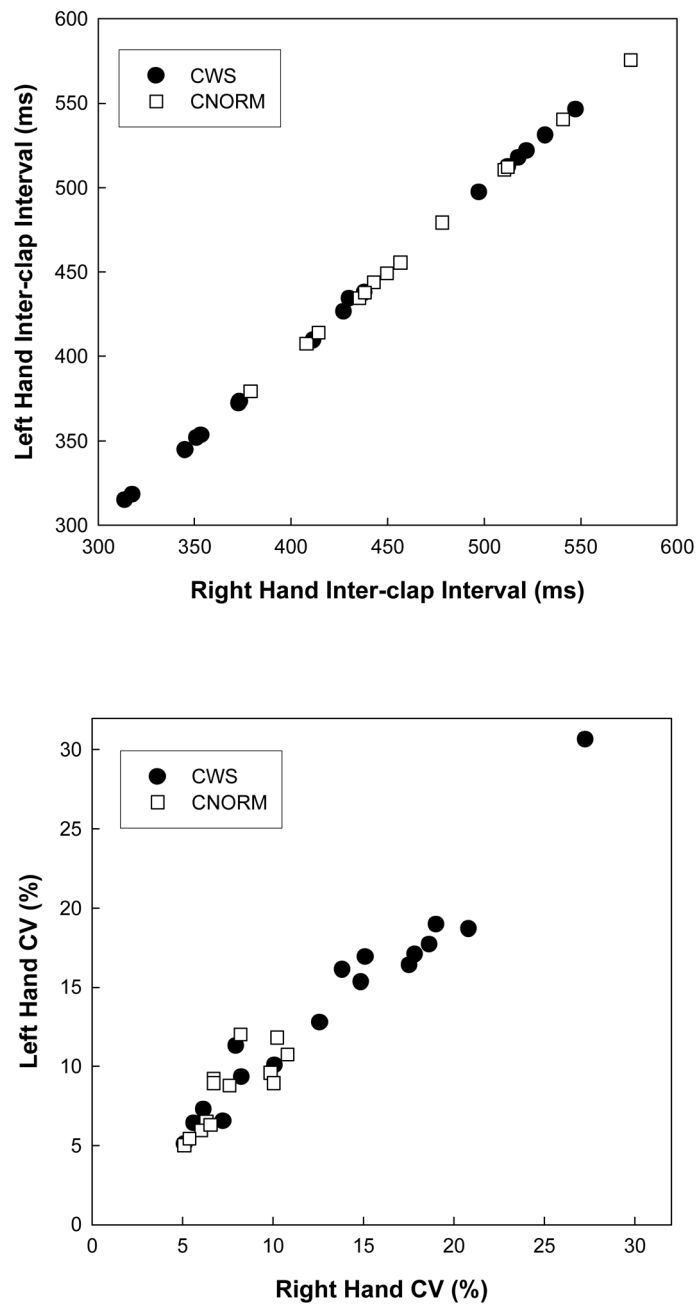 600
550
500
450
400
350
300
Left Hand Inter-clap Interval (ms)
CWS
CNORM
300 350 400 450 500 550 600
Right Hand Inter-clap Interval (ms)
30
25
20
15
10
5
0
Left Hand CV (%)
CWS
CNORM
0 5 10 15 20 25 30
Right Hand CV (%)